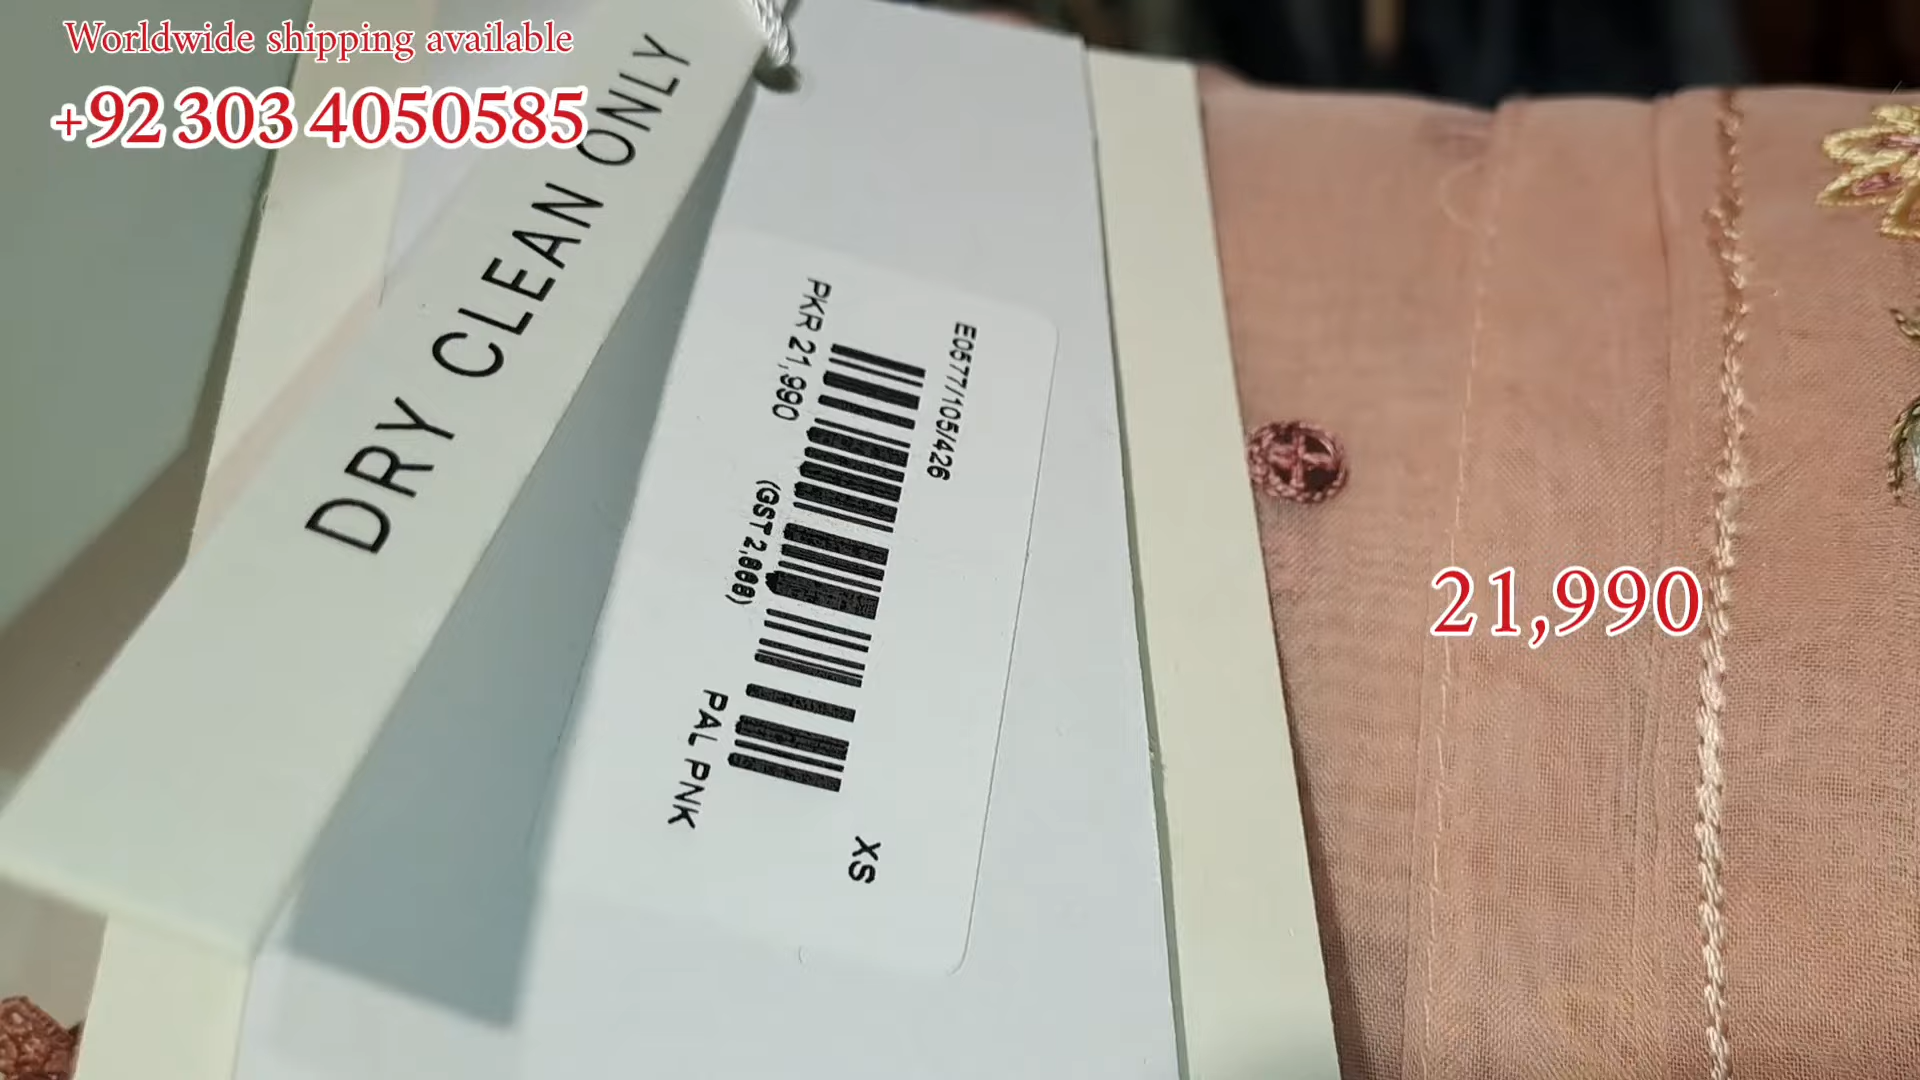 Worldwide shipping available
+92 303 4050585
DRY CLEAN ONLY
E0577/105/426
PKR 21,990
(GST 2,868)
PAL PNK
XS
21,990